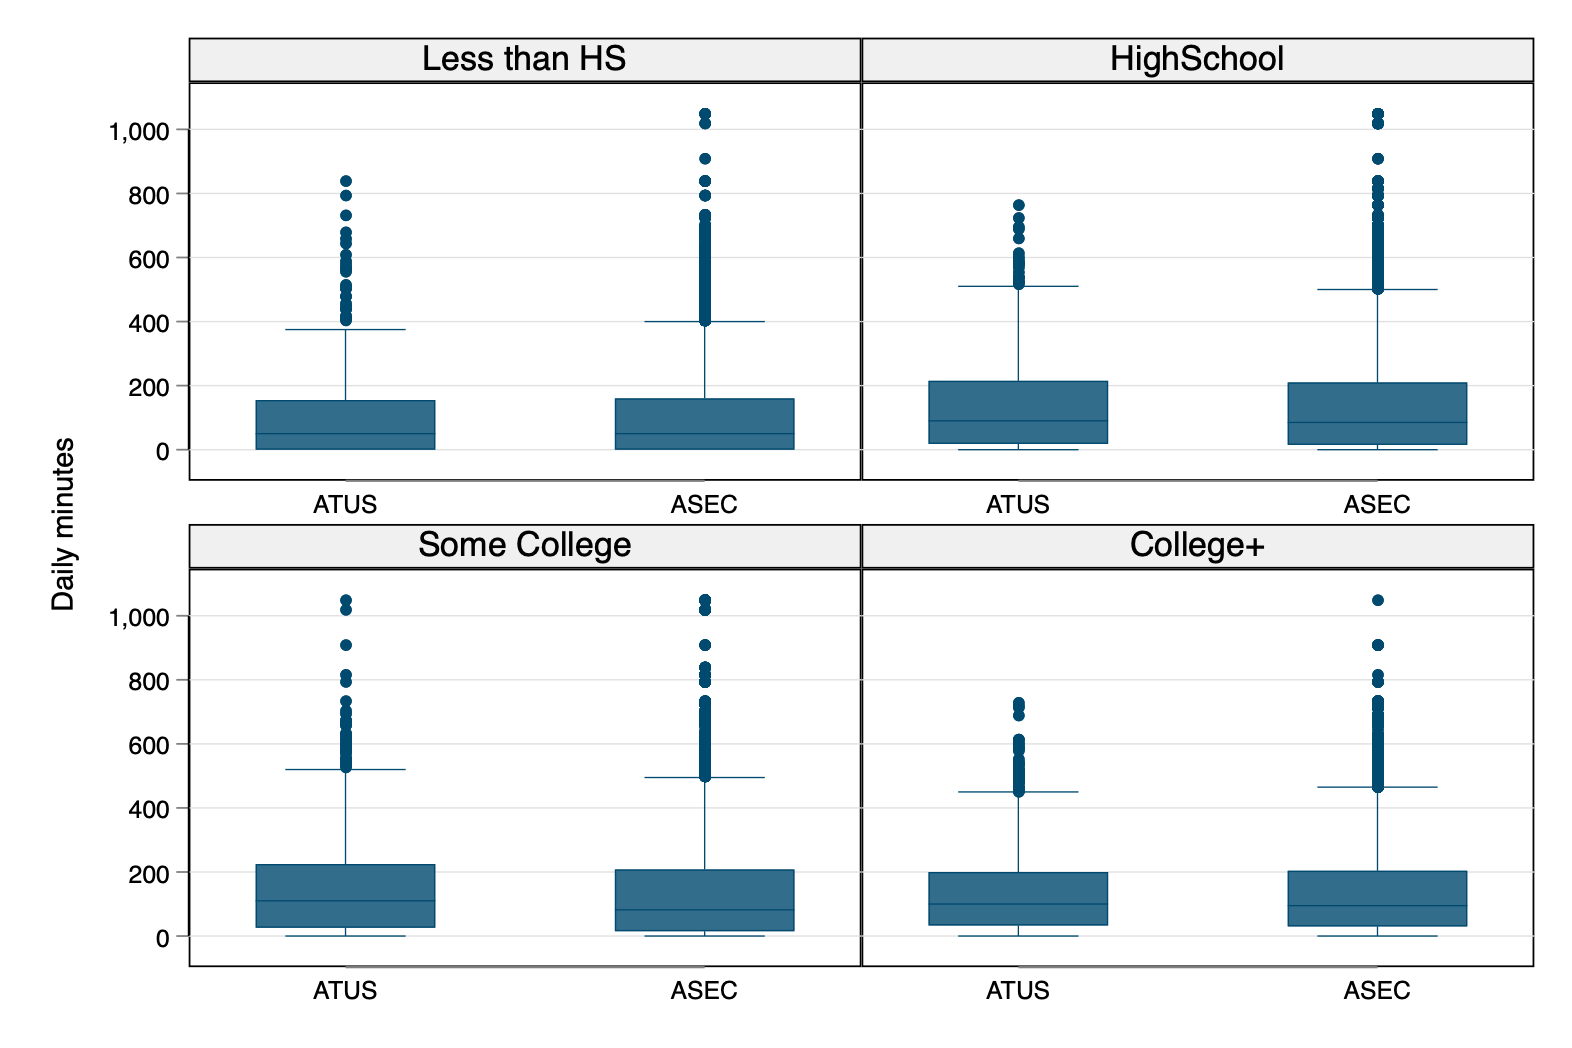 Less than HS
HighSchool
Daily minutes
1,000
800
600
400
200
0
ATUS
ASEC
ATUS
ASEC
Some College
College+
1,000
800
600
400
200
0
ATUS
ASEC
ATUS
ASEC